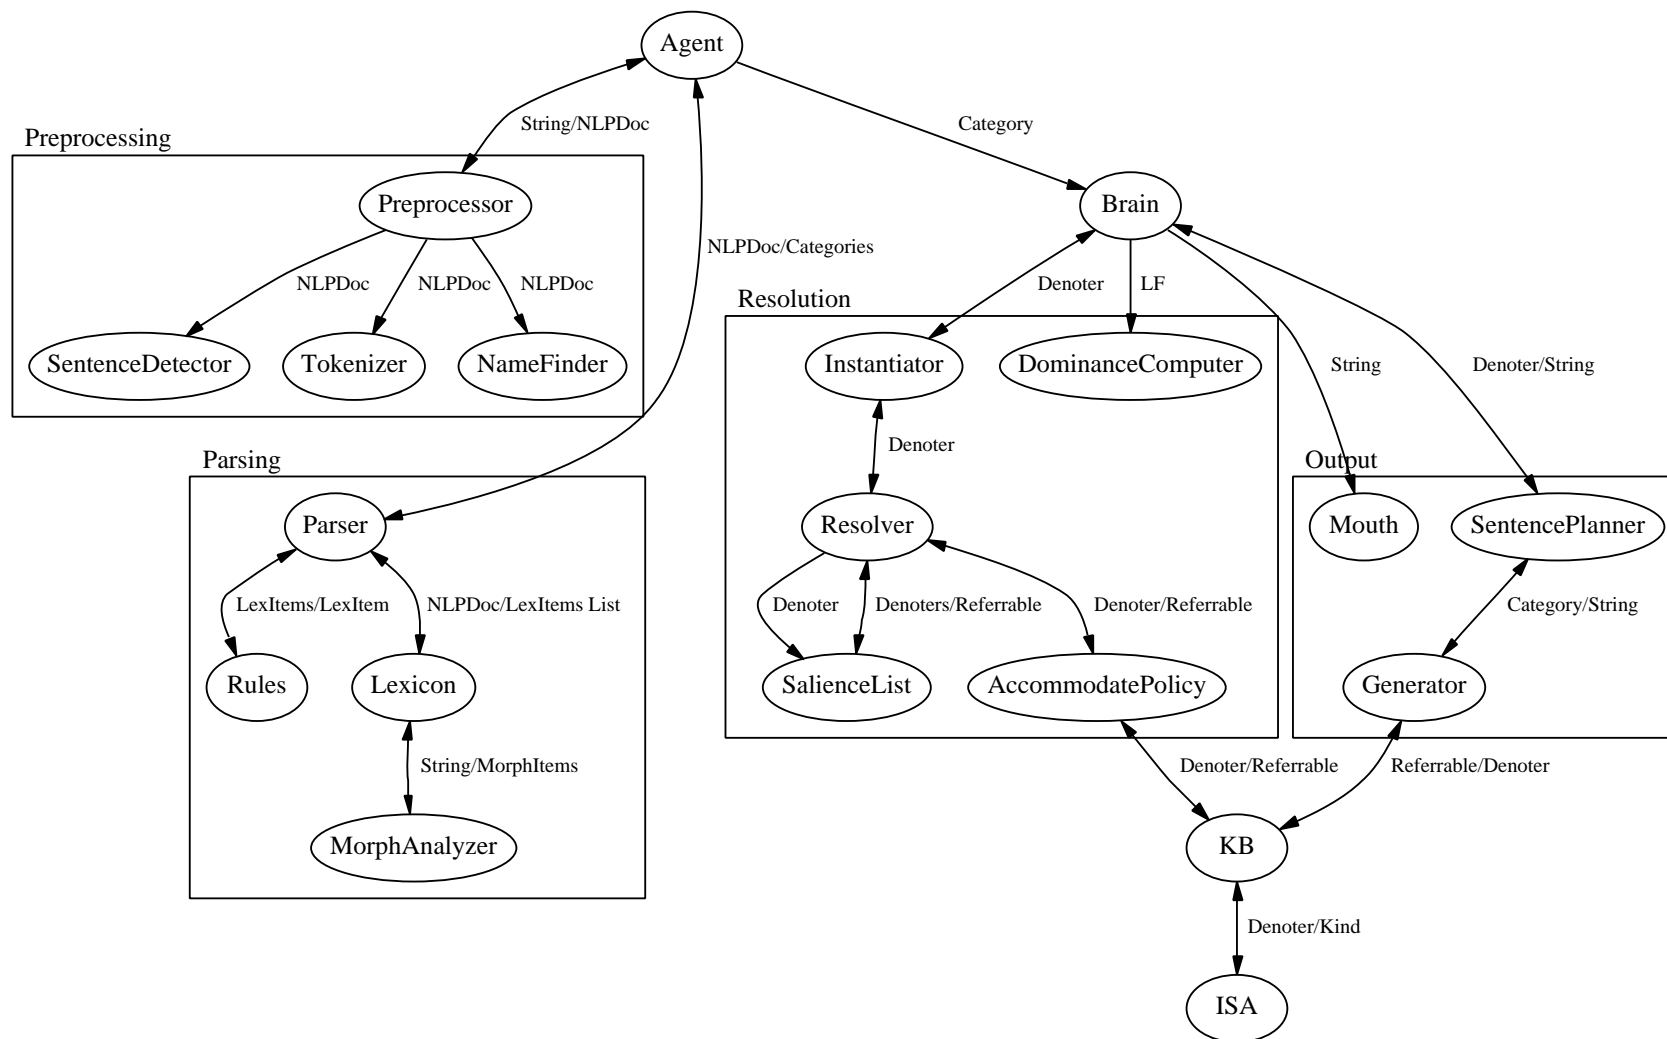 Agent
String/NLPDoc
Category
Preprocessing
Preprocessor
Brain
NLPDoc/Categories
NLPDoc
NLPDoc
NLPDoc
Denoter
LF
Resolution
SentenceDetector
Tokenizer
NameFinder
Instantiator
DominanceComputer
String
Denoter/String
Denoter
Parsing
Output
Parser
Resolver
Mouth
SentencePlanner
LexItems/LexItem
NLPDoc/LexItems List
Denoter
Denoters/Referrable
Denoter/Referrable
Category/String
Rules
Lexicon
SalienceList
AccommodatePolicy
Generator
String/MorphItems
Denoter/Referrable
Referrable/Denoter
MorphAnalyzer
KB
Denoter/Kind
ISA